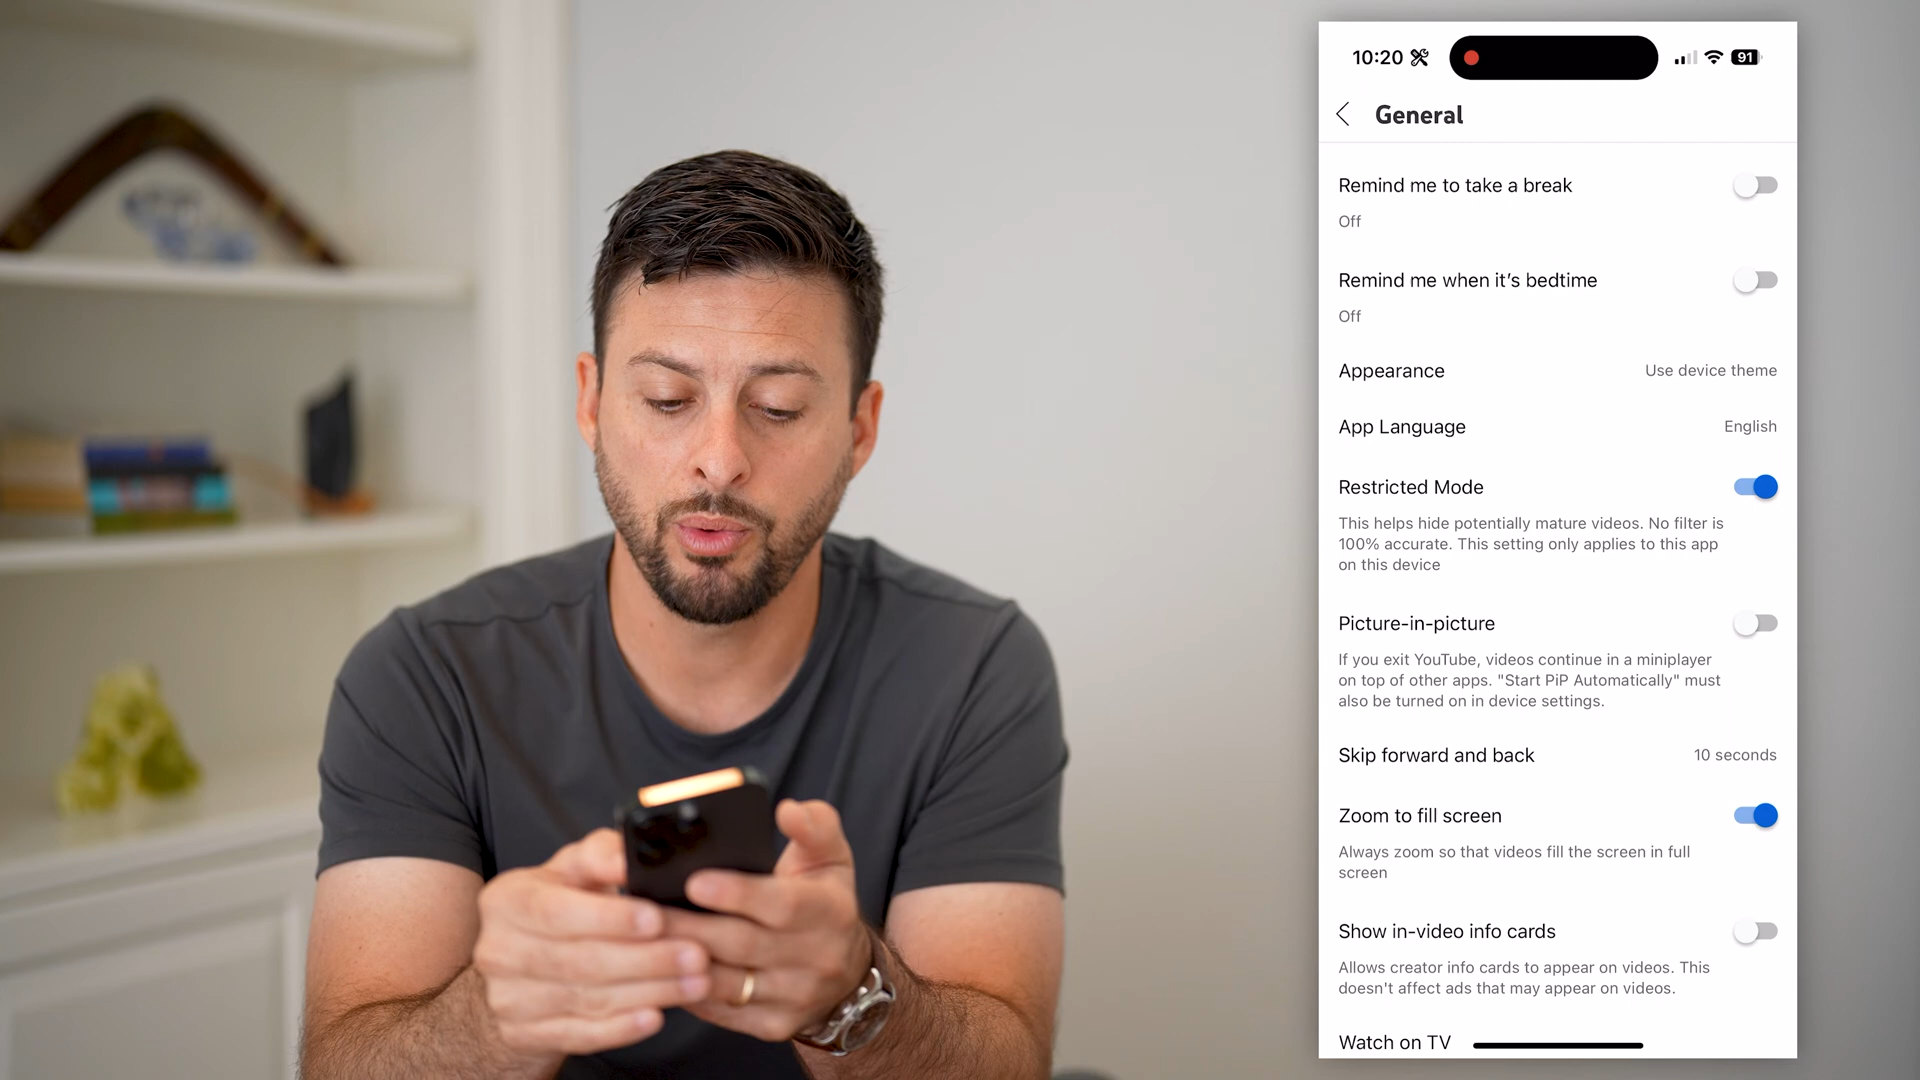 10:20
91
General
Remind me to take a break
Off
Remind me when it's bedtime
Off
Appearance
Use device theme
App Language
English
Restricted Mode
This helps hide potentially mature videos. No filter is
100% accurate. This setting only applies to this app
on this device
Picture-in-picture
If you exit YouTube, videos continue in a miniplayer
on top of other apps. "Start PiP Automatically" must
also be turned on in device settings.
Skip forward and back
10 seconds
Zoom to fill screen
Always zoom so that videos fill the screen in full
screen
Show in-video info cards
Allows creator info cards to appear on videos. This
doesn't affect ads that may appear on videos.
Watch on TV